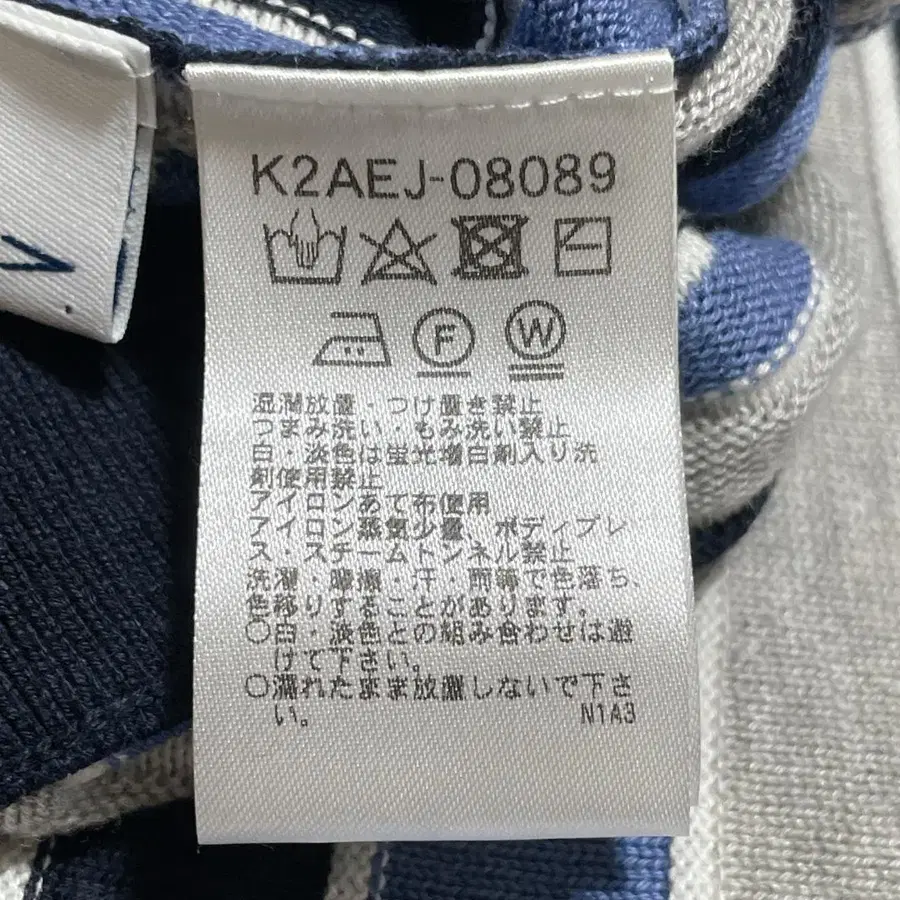 K2AEJ-08089
F W
湿潤放置・つけ置き禁止
つまみ洗い・もみ洗い禁止
白・淡色は蛍光増白剤入り洗
剤使用禁止
アイロンあて布使用
アイロン蒸気少量、ボディプレ
ス・スチームトンネル禁止
洗濯・摩擦・汗・雨等で色落ち、
色移りすることがあります。
○白・淡色との組み合わせは避
けて下さい。
○濡れたまま放置しないで下さ
い。
N1A3